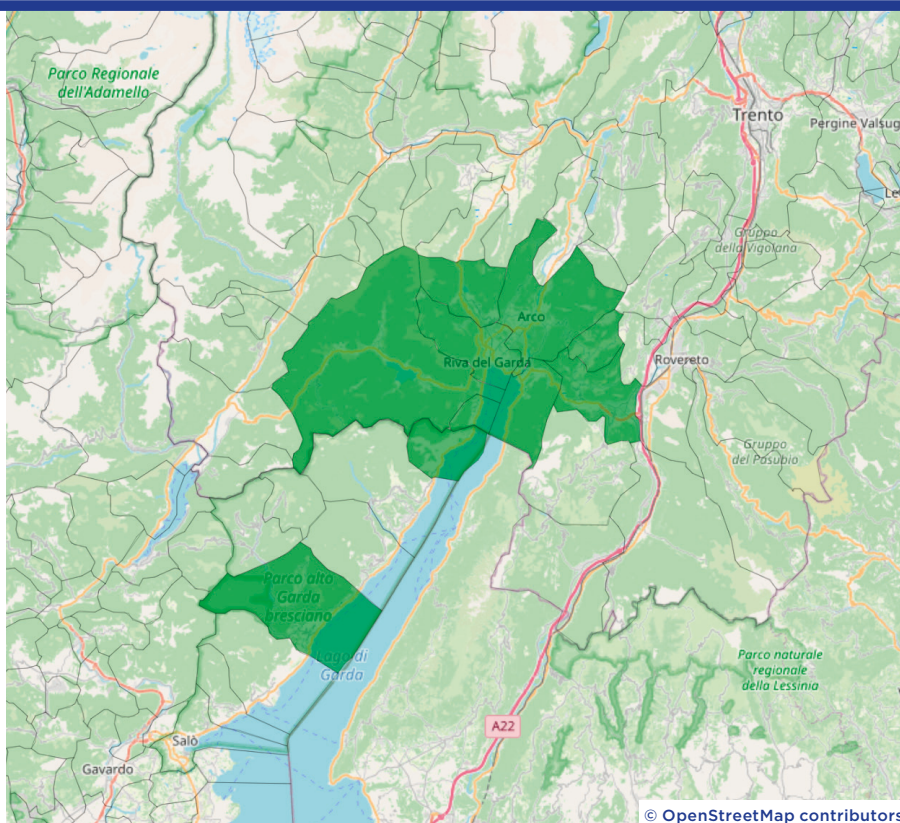 Parco Regionale
dell'Adamello
Trento
Pergine Valsug
Le
Gruppo
della Vigolana
Arco
Riva del Garda
Rovereto
Gruppo
del Pasubio
Parco alto
Garda
bresciano
Lago di
Garda
Parco naturale
regionale
della Lessinia
A22
Salò
Gavardo
© OpenStreetMap contributors